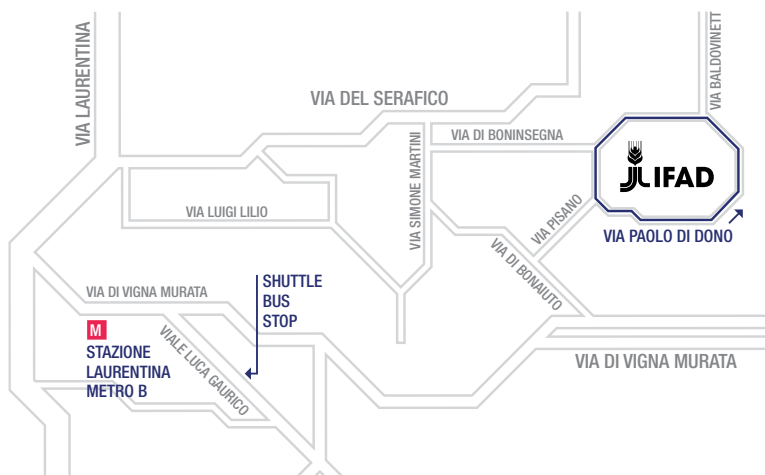 VIA LAURENTINA
VIA DEL SERAFICO
VIA BALDOVINETTI
VIA DI BONINSEGNA
VIA SIMONE MARTINI
IFAD
VIA LUIGI LILIO
VIA PISANO
VIA PAOLO DI DONO
VIA DI BONAIUTO
SHUTTLE
BUS
STOP
VIA DI VIGNA MURATA
M
STAZIONE
LAURENTINA
METRO B
VIALE LUCA GAURICO
VIA DI VIGNA MURATA